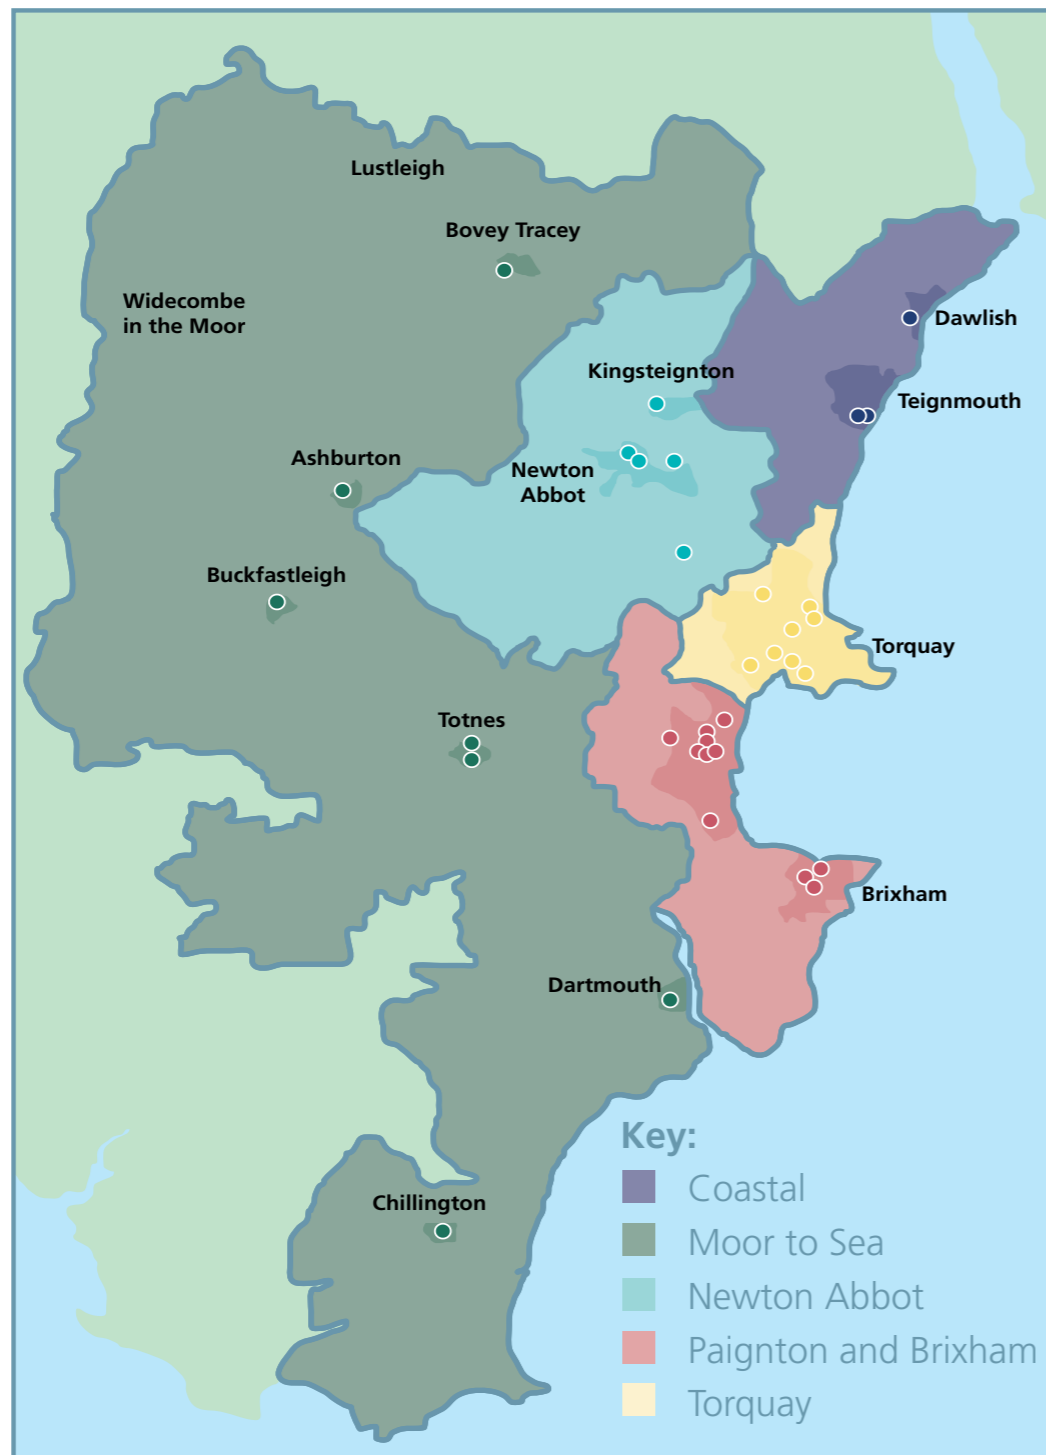 Lustleigh
Bovey Tracey
Widecombe
in the Moor
Dawlish
Kingsteignton
Teignmouth
Ashburton
Newton
Abbot
Buckfastleigh
Torquay
Totnes
Brixham
Dartmouth
Chillington
Key:
Coastal
Moor to Sea
Newton Abbot
Paignton and Brixham
Torquay